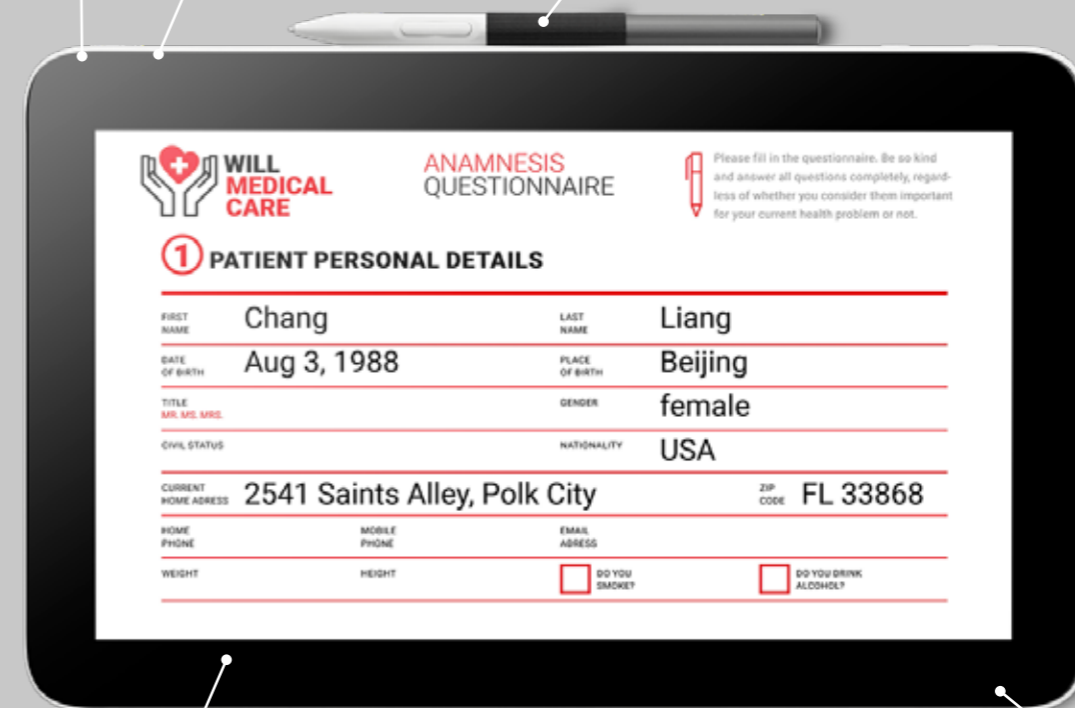 WILL
MEDICAL
CARE
ANAMNESIS
QUESTIONNAIRE
Please fill in the questionnaire. Be so kind
and answer all questions completely, regard-
less of whether you consider them important
for your current health problem or not.
1 PATIENT PERSONAL DETAILS
FIRST
NAME
Chang
LAST
NAME
Liang
DATE
OF BIRTH
Aug 3, 1988
PLACE
OF BIRTH
Beijing
TITLE
MR. MS. MRS.
GENDER
female
CIVIL STATUS
NATIONALITY
USA
CURRENT
HOME ADRESS
2541 Saints Alley, Polk City
ZIP
CODE
FL 33868
HOME
PHONE
MOBILE
PHONE
EMAIL
ADRESS
WEIGHT
HEIGHT
DO YOU
SMOKE?
DO YOU DRINK
ALCOHOL?